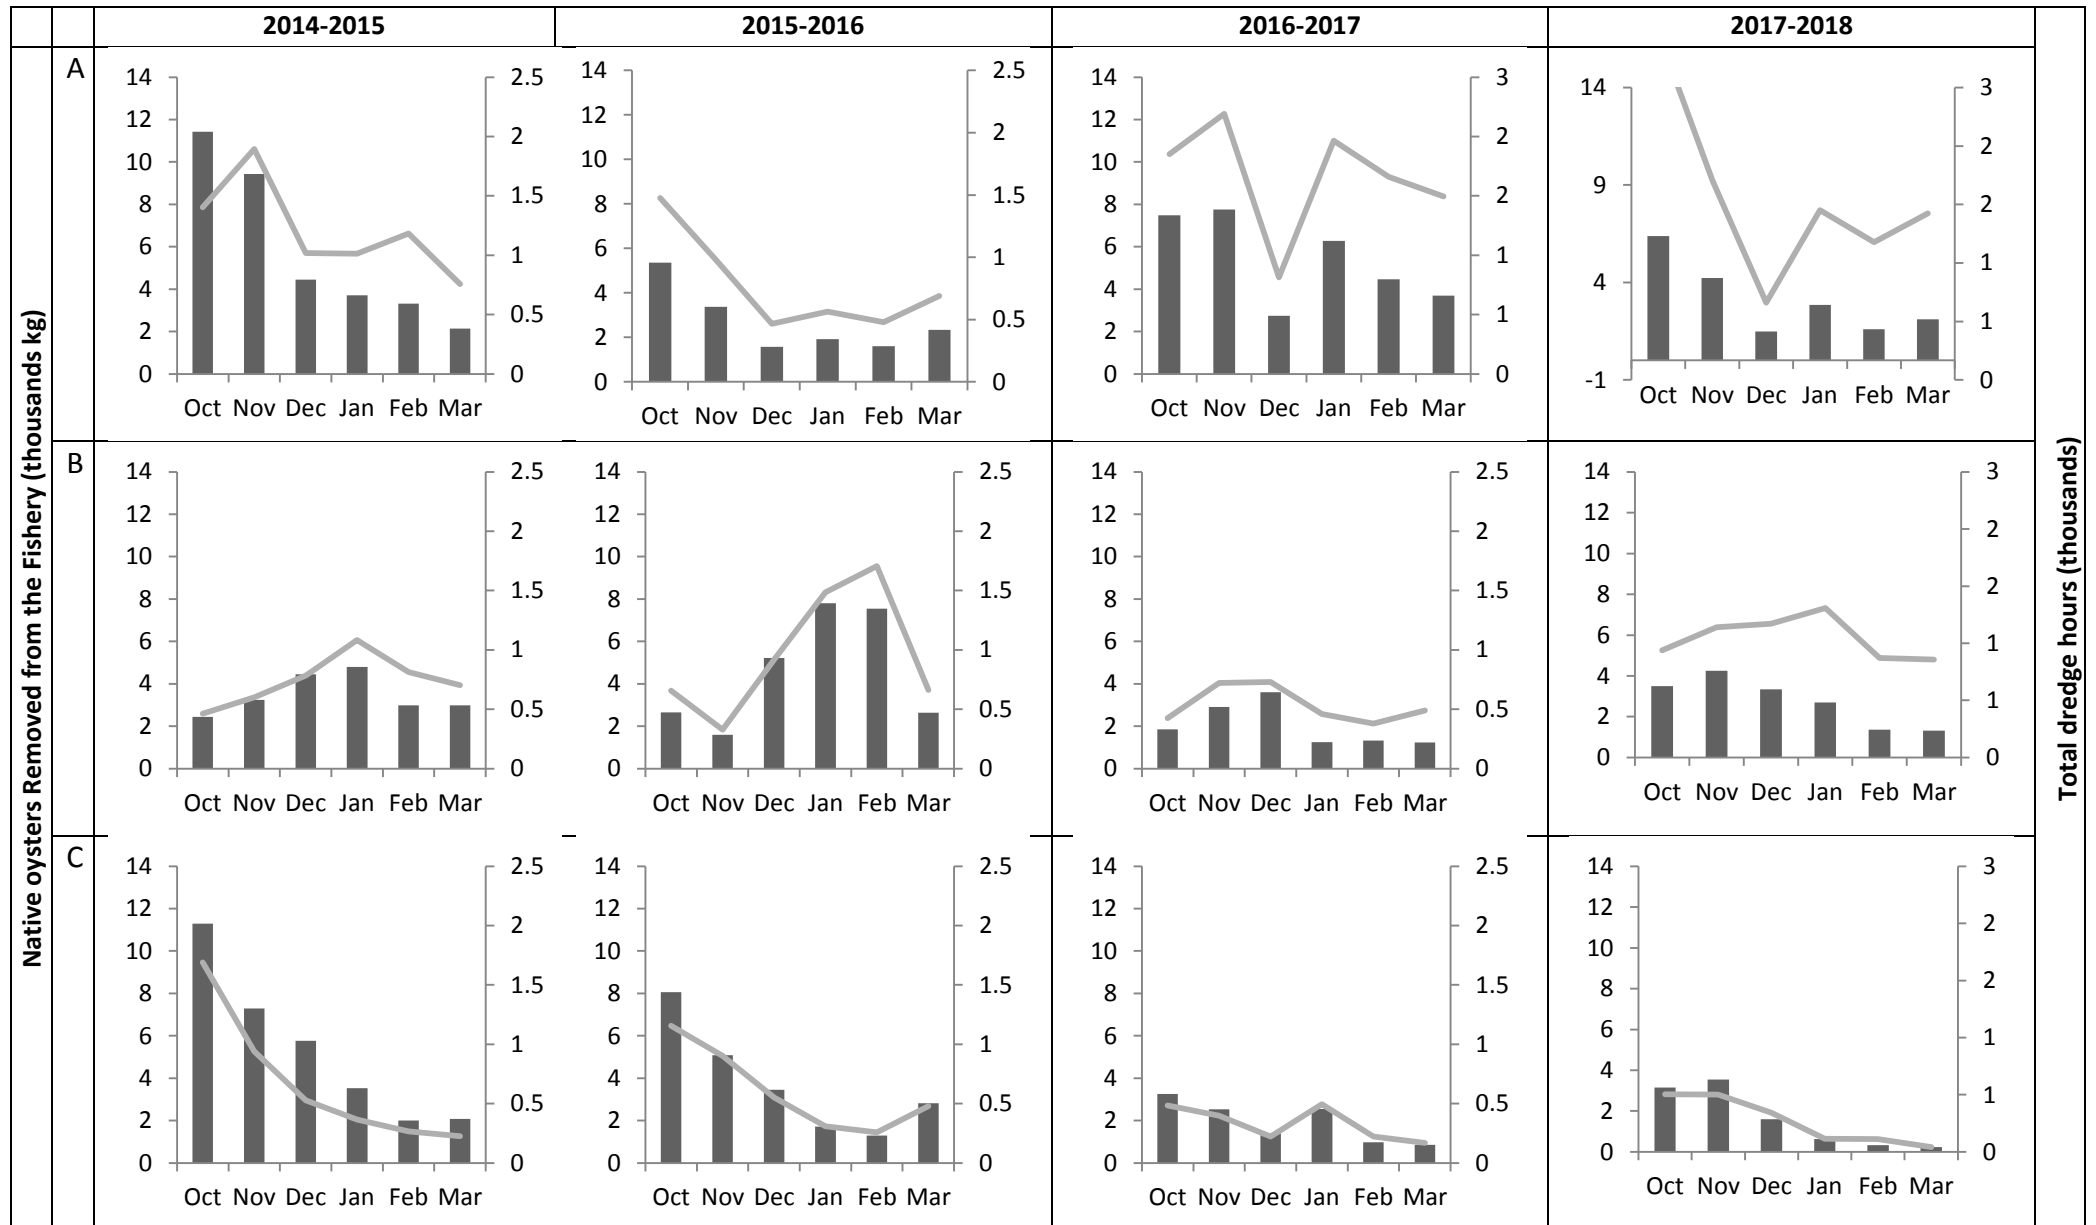 2014-2015 2015-2016 2016-2017 2017-2018
Native oysters Removed from the Fishery (thousands kg)
Total dredge hours (thousands)
A
14 12 10 8 6 4 2 0
2.5 2 1.5 1 0.5 0
Oct Nov Dec Jan Feb Mar
14 12 10 8 6 4 2 0
2.5 2 1.5 1 0.5 0
Oct Nov Dec Jan Feb Mar
14 12 10 8 6 4 2 0
3 2 2 1 1 0
Oct Nov Dec Jan Feb Mar
14 9 4 -1
3 2 2 1 1 0
Oct Nov Dec Jan Feb Mar
B
14 12 10 8 6 4 2 0
2.5 2 1.5 1 0.5 0
Oct Nov Dec Jan Feb Mar
14 12 10 8 6 4 2 0
2.5 2 1.5 1 0.5 0
Oct Nov Dec Jan Feb Mar
14 12 10 8 6 4 2 0
2.5 2 1.5 1 0.5 0
Oct Nov Dec Jan Feb Mar
14 12 10 8 6 4 2 0
3 2 2 1 1 0
Oct Nov Dec Jan Feb Mar
C
14 12 10 8 6 4 2 0
2.5 2 1.5 1 0.5 0
Oct Nov Dec Jan Feb Mar
14 12 10 8 6 4 2 0
2.5 2 1.5 1 0.5 0
Oct Nov Dec Jan Feb Mar
14 12 10 8 6 4 2 0
2.5 2 1.5 1 0.5 0
Oct Nov Dec Jan Feb Mar
14 12 10 8 6 4 2 0
3 2 2 1 1 0
Oct Nov Dec Jan Feb Mar